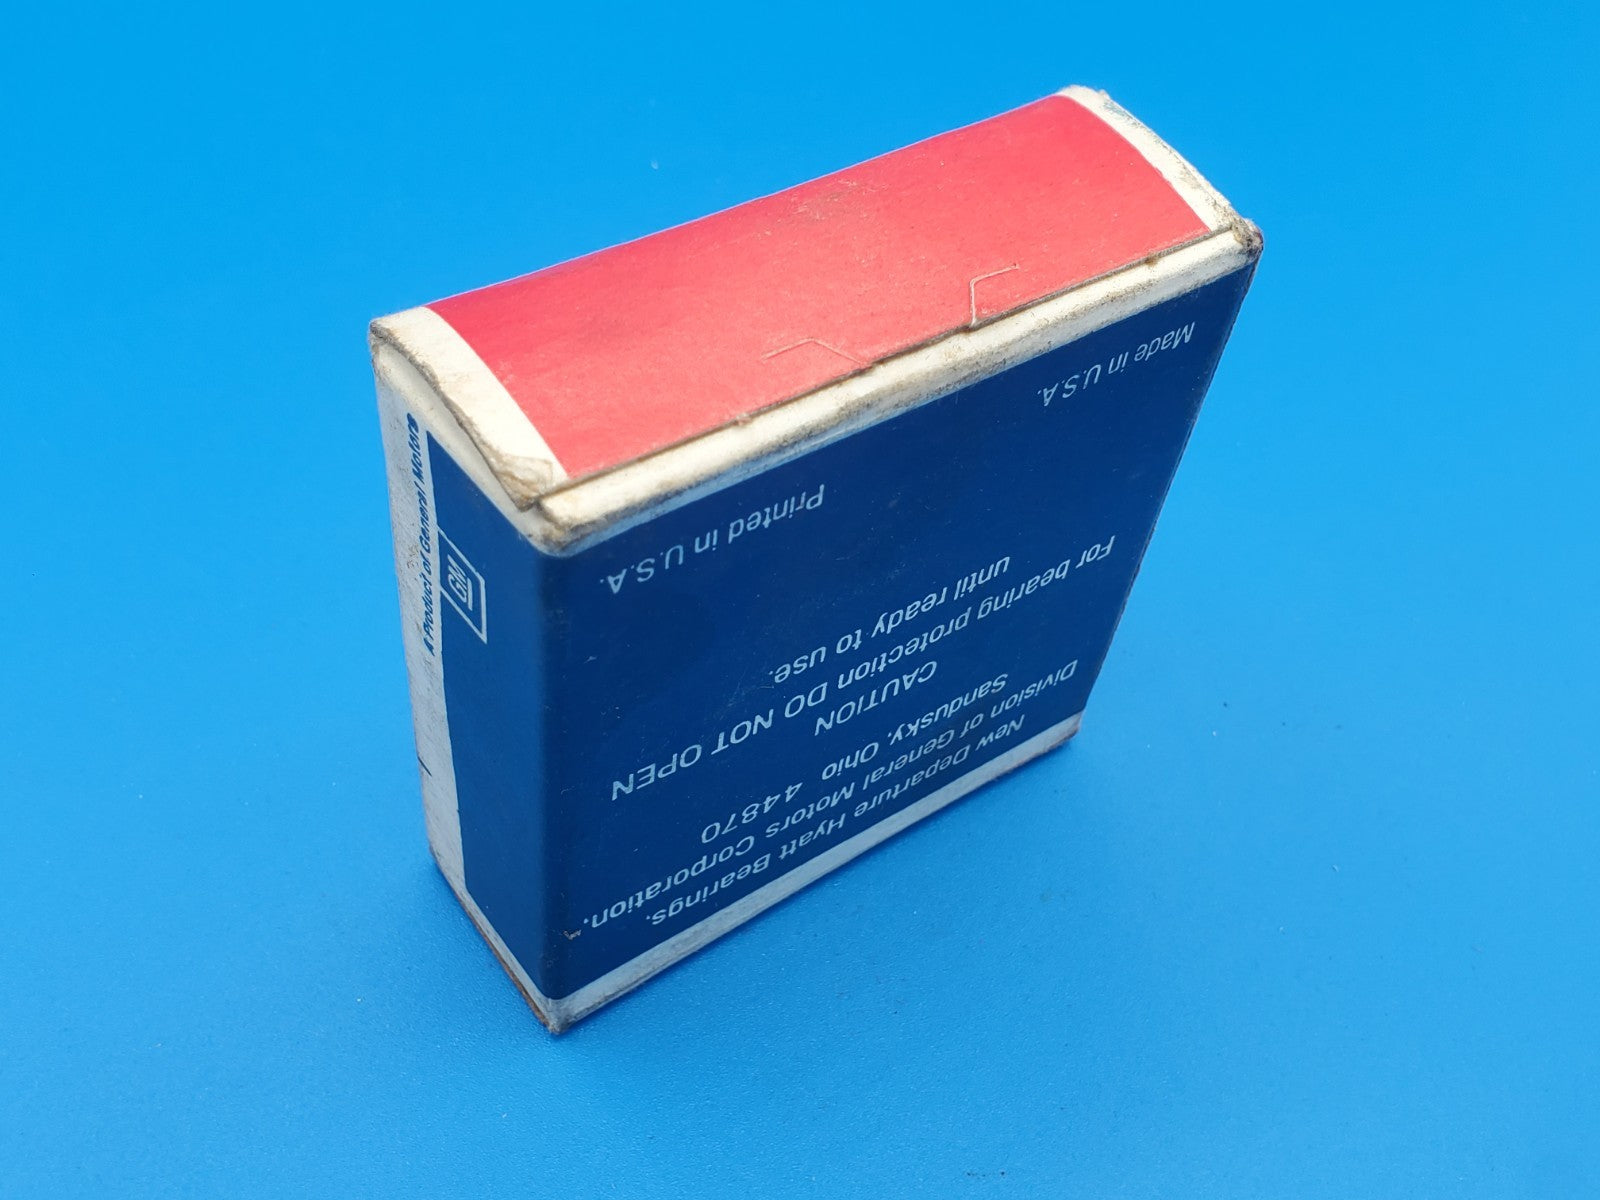 New Departure Hyatt Bearings,
Division of General Motors Corporation.
Sandusky, Ohio 44870
CAUTION
For bearing protection DO NOT OPEN
until ready to use.
Printed in U.S.A.
Made in U.S.A.
A Product of General Motors
GM